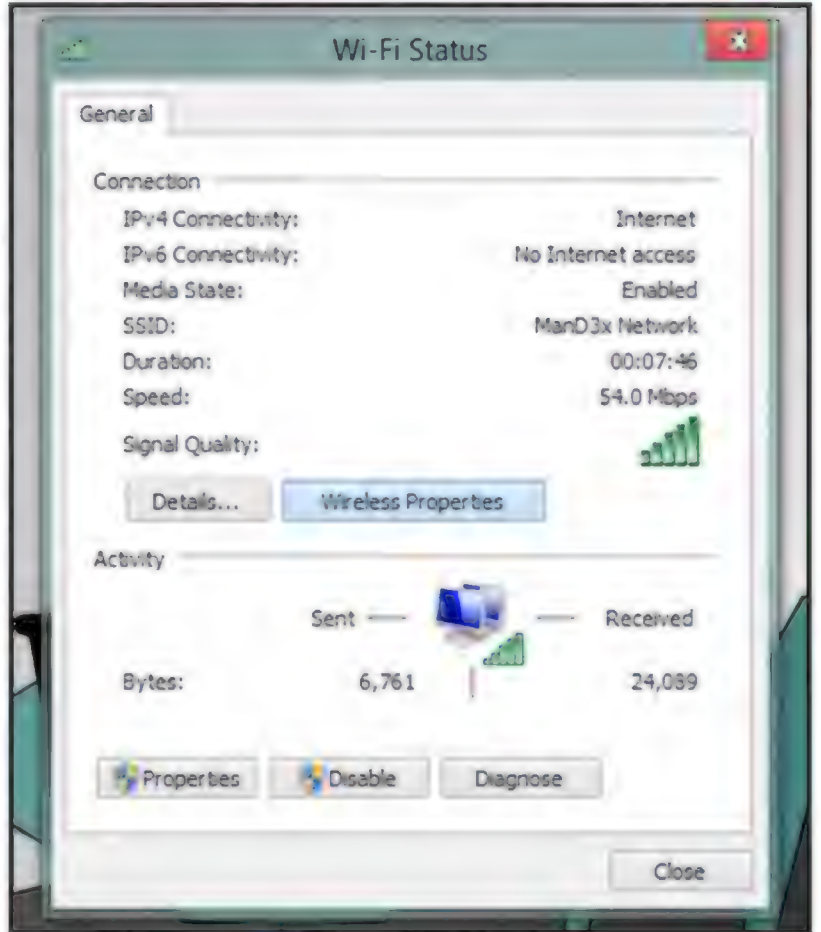 Wi-Fi Status
General
Connection
IPv4 Connectivity: Internet
IPv6 Connectivity: No Internet access
Media State: Enabled
SSID: ManD3x Network
Duration: 00:07:46
Speed: 54.0 Mbps
Signal Quality:
Details... Wireless Properties
Activity
Sent — — Received
Bytes: 6,761 24,089
Properties Disable Diagnose
Close